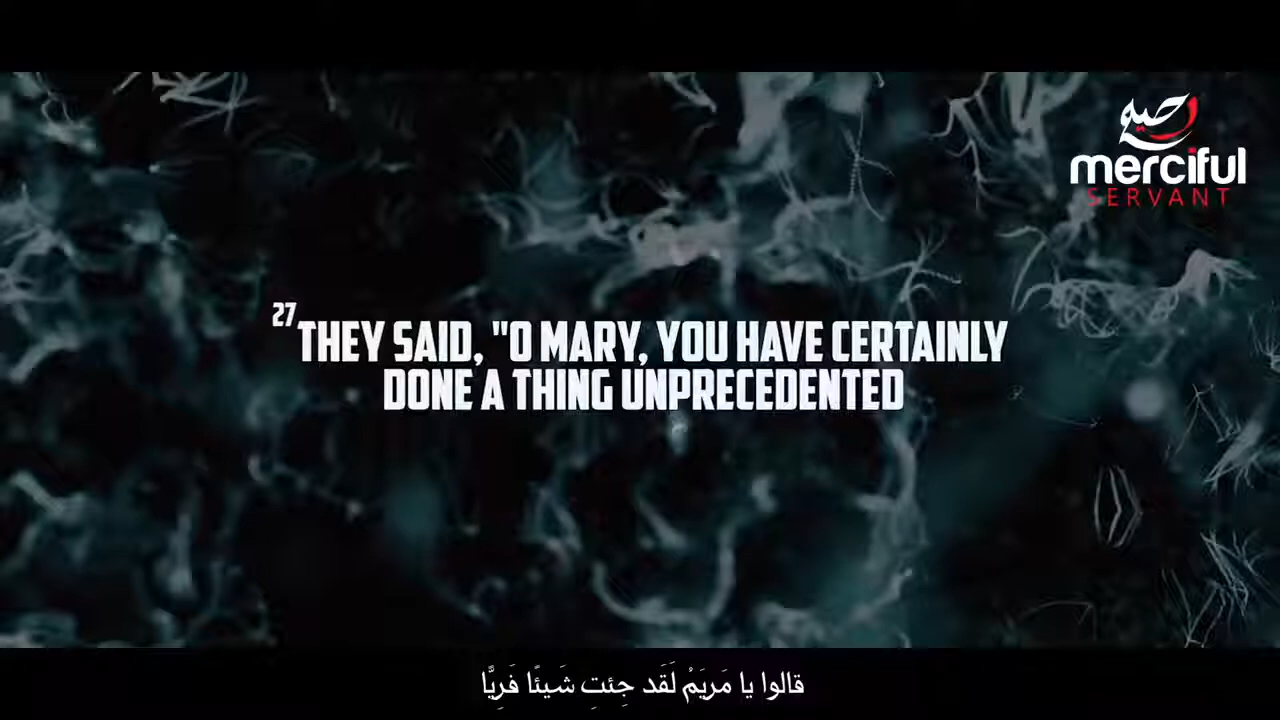 رحيم
merciful
SERVANT
27 THEY SAID, "O MARY, YOU HAVE CERTAINLY
DONE A THING UNPRECEDENTED
قالوا يا مَريَمُ لَقَد جِئتِ شَيئًا فَرِيًّا